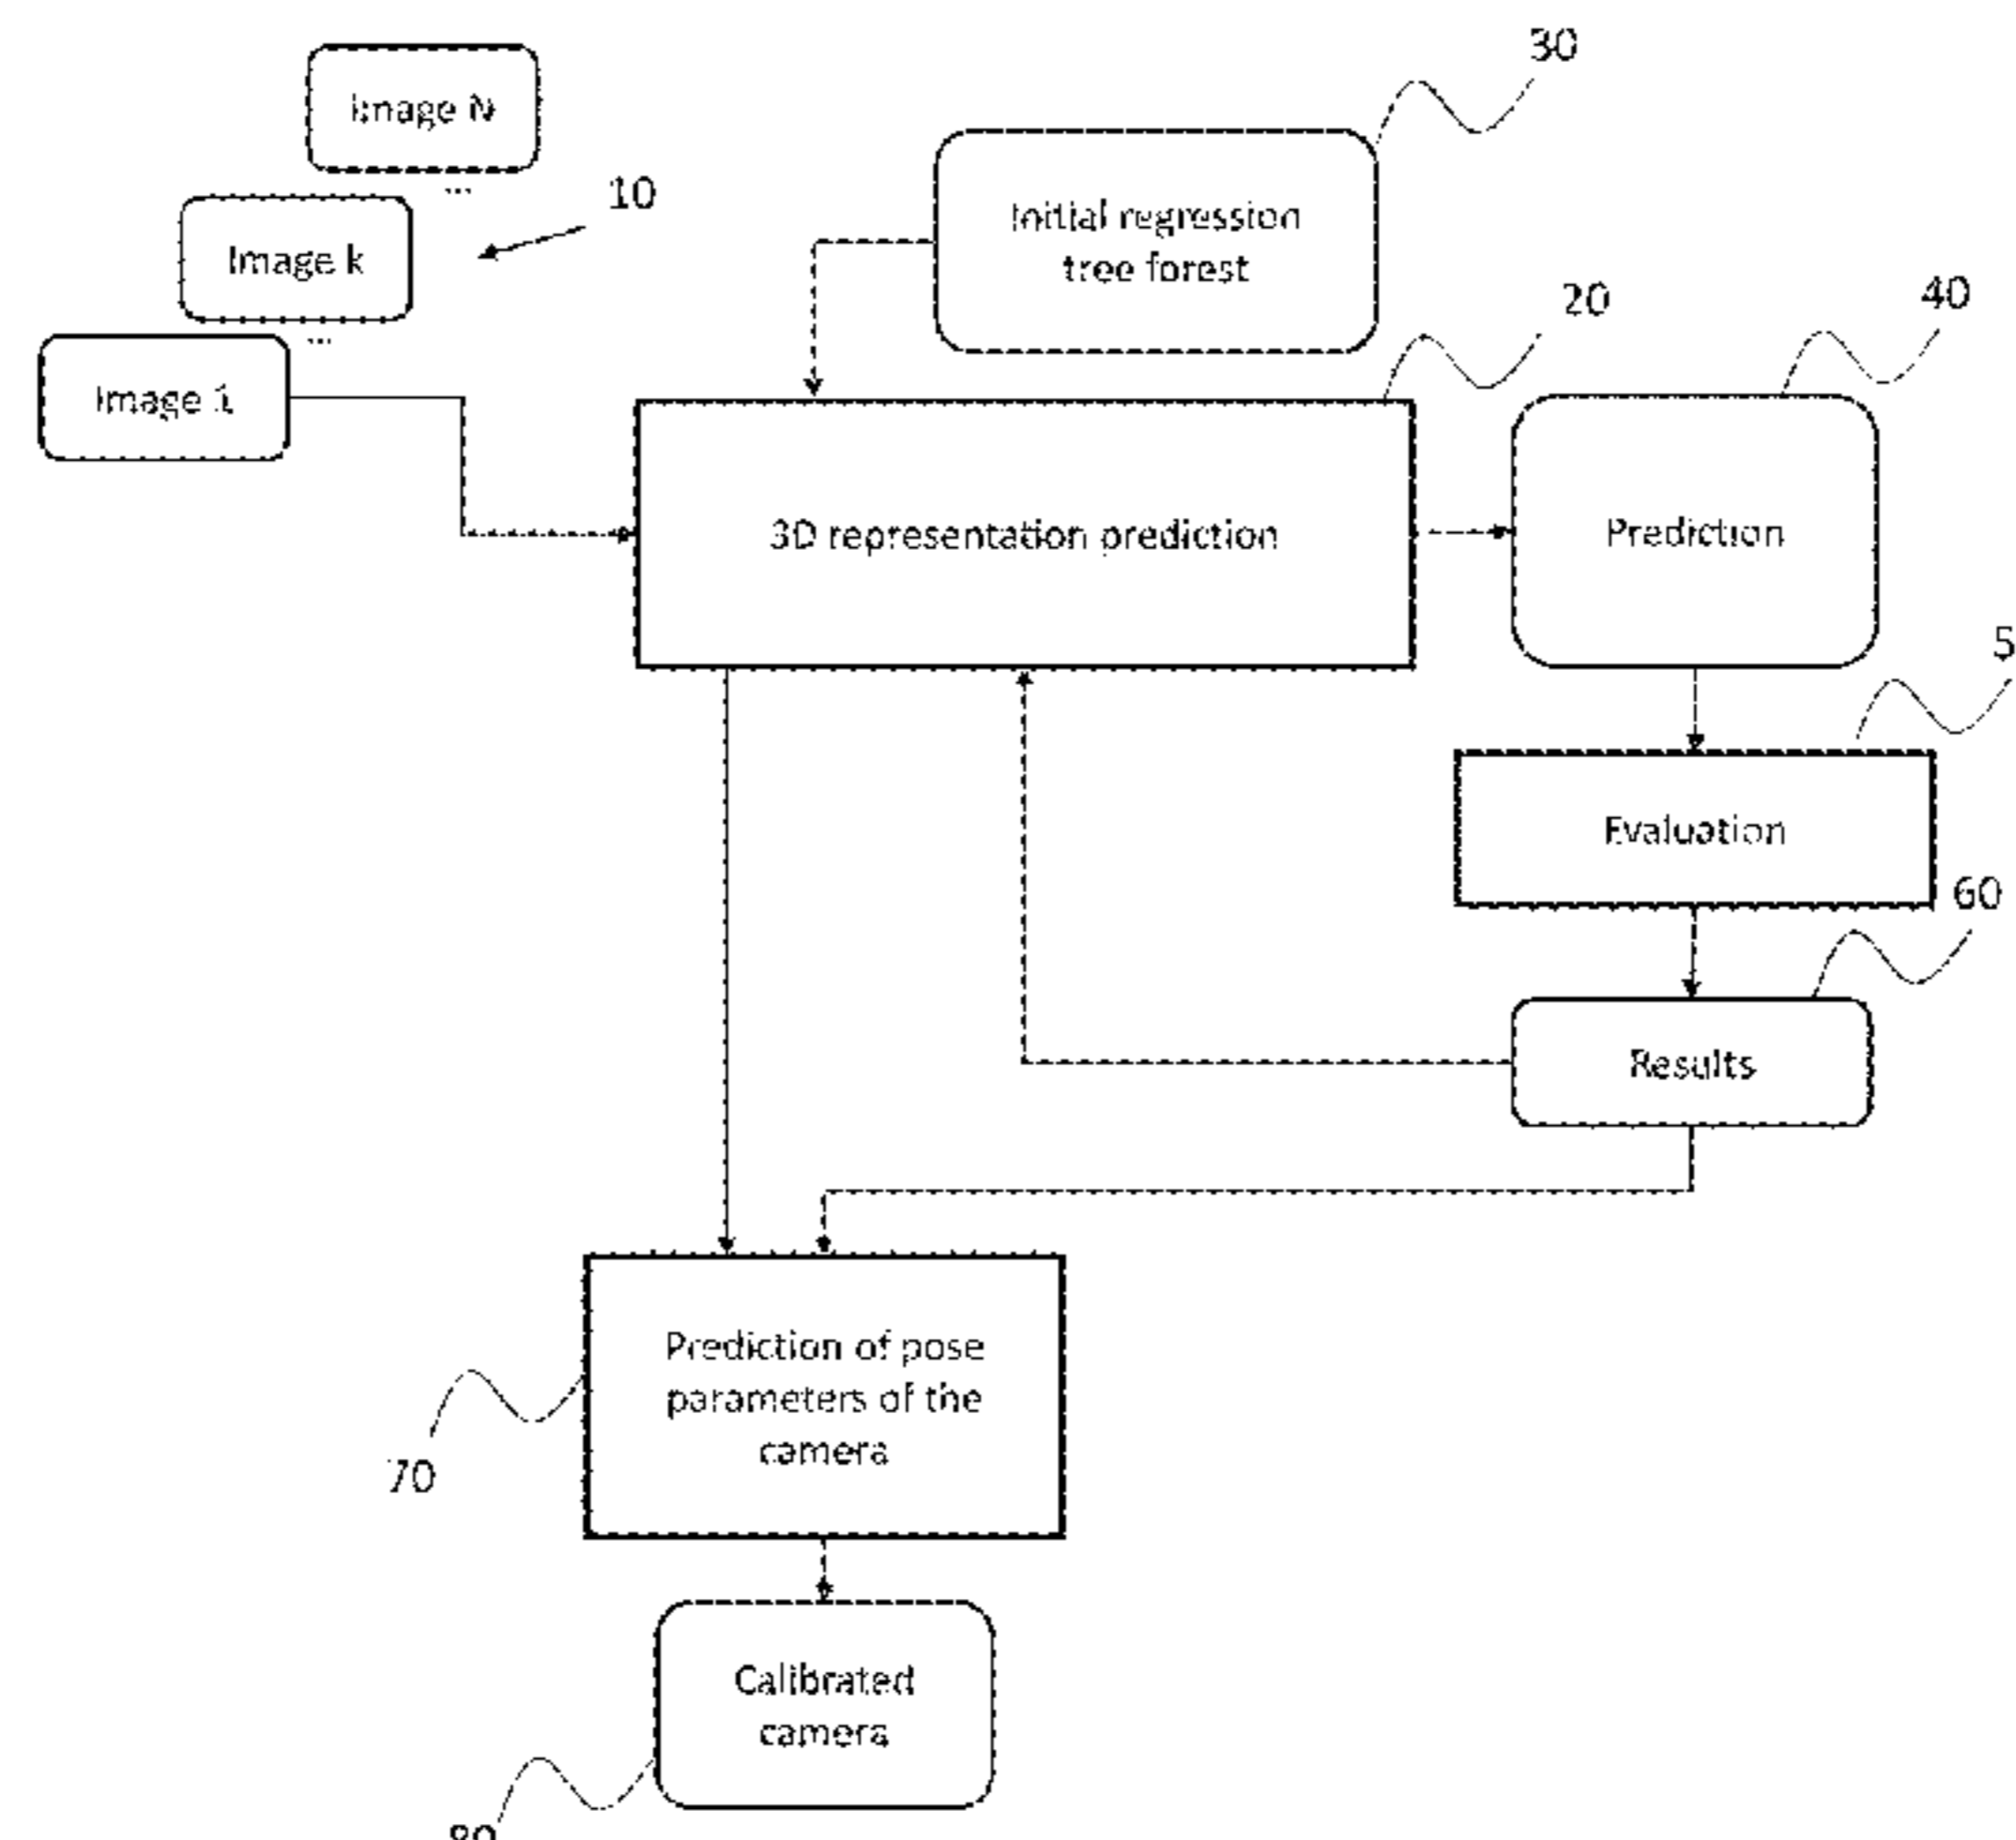 30
Image N
...
10
Initial regression
tree forest
Image k
...
20
40
Image 1
3D representation prediction
Prediction
5
Evaluation
60
Results
Prediction of pose
parameters of the
camera
70
Calibrated
camera
80